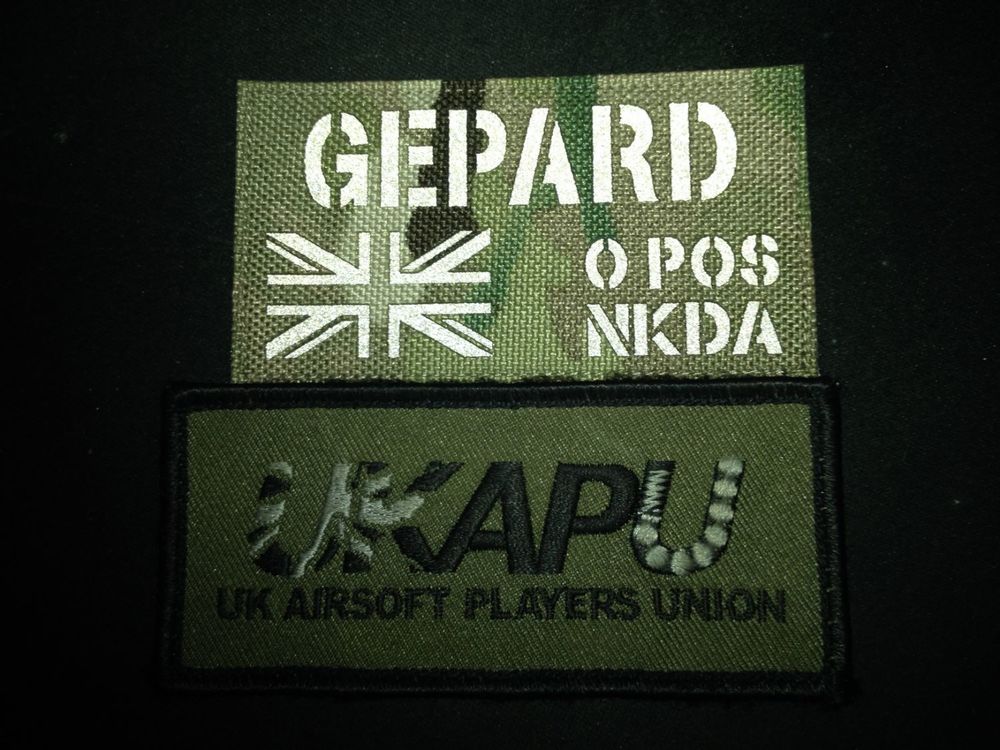 GEPARD
O POS
NKDA
UKAPU
UK AIRSOFT PLAYERS UNION